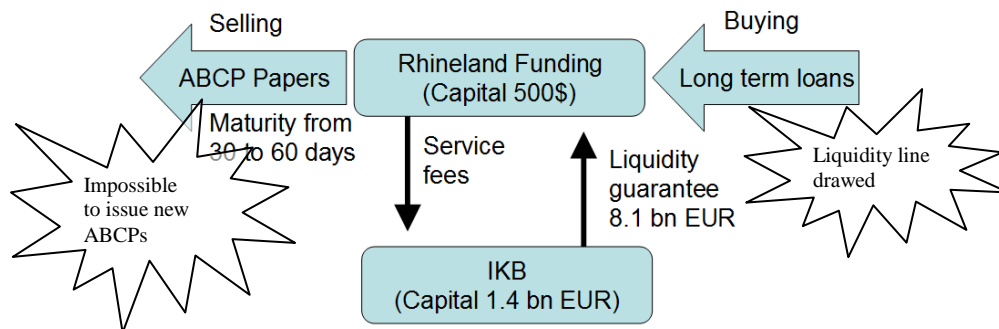 Selling
Buying
ABCP Papers
Rhineland Funding
(Capital 500$)
Long term loans
Maturity from
30 to 60 days
Impossible
to issue new
ABCPs
Service
fees
Liquidity
guarantee
8.1 bn EUR
Liquidity line
drawed
IKB
(Capital 1.4 bn EUR)